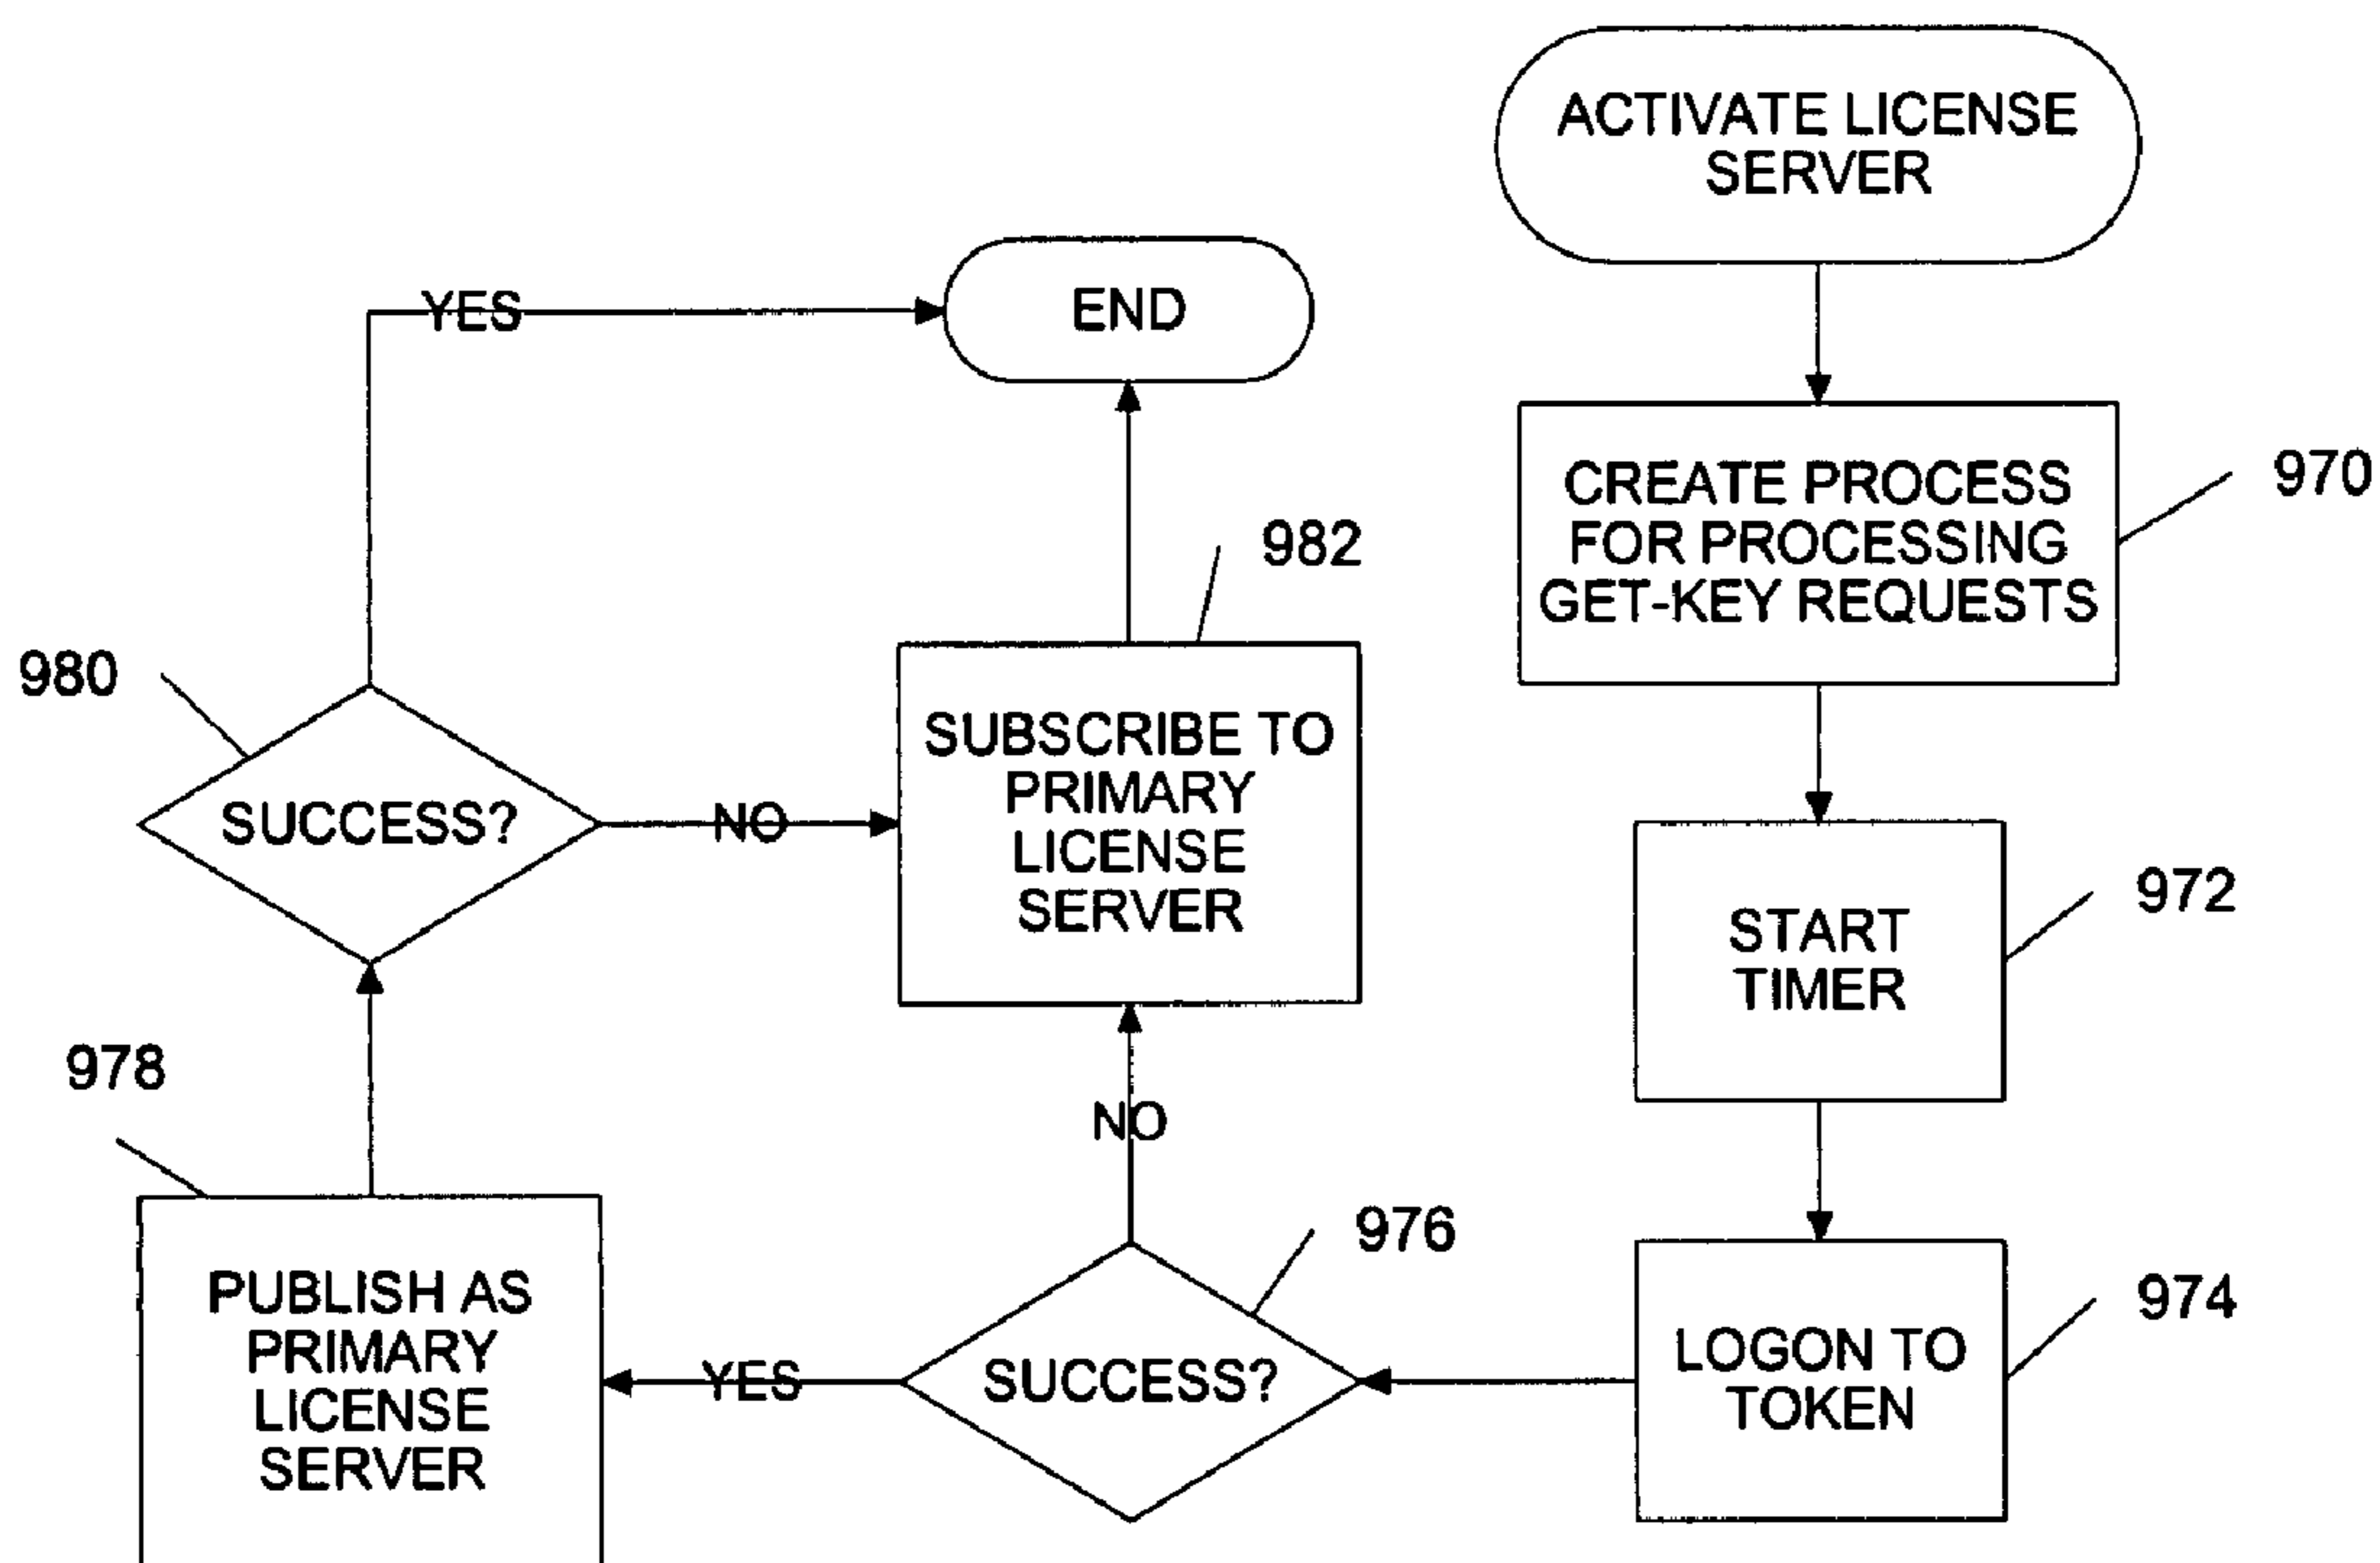 ACTIVATE LICENSE
SERVER
CREATE PROCESS
FOR PROCESSING
GET-KEY REQUESTS
970
START
TIMER
972
LOGON TO
TOKEN
974
SUCCESS?
976
YES
NO
PUBLISH AS
PRIMARY
LICENSE
SERVER
978
SUCCESS?
980
NO
YES
SUBSCRIBE TO
PRIMARY
LICENSE
SERVER
982
END